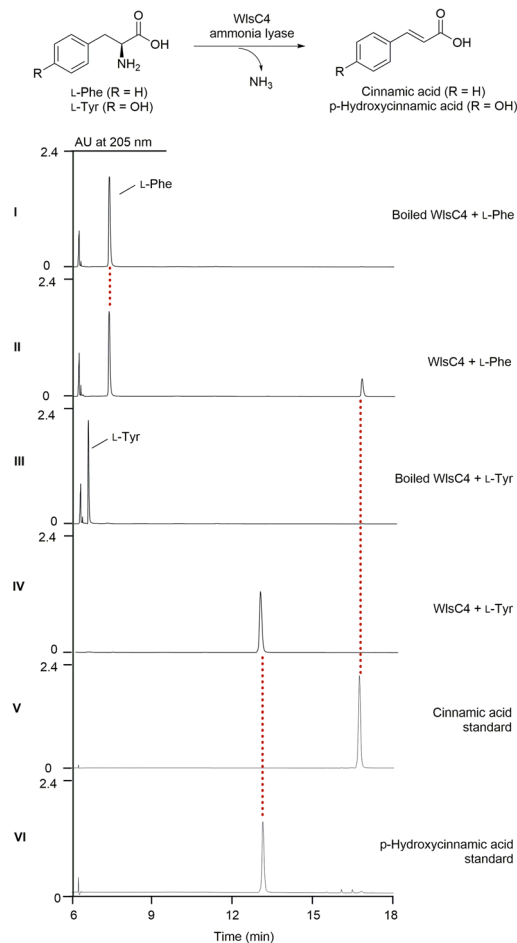 WlsC4
ammonia lyase
O
OH
NH2
R
NH3
O
OH
R
L-Phe (R = H)
L-Tyr (R = OH)
Cinnamic acid (R = H)
p-Hydroxycinnamic acid (R = OH)
AU at 205 nm
2.4
L-Phe
I
Boiled WlsC4 + L-Phe
0
2.4
II
WlsC4 + L-Phe
0
2.4
L-Tyr
III
Boiled WlsC4 + L-Tyr
0
2.4
IV
WlsC4 + L-Tyr
0
2.4
V
Cinnamic acid
standard
0
2.4
VI
p-Hydroxycinnamic acid
standard
0
6 9 12 15 18
Time (min)